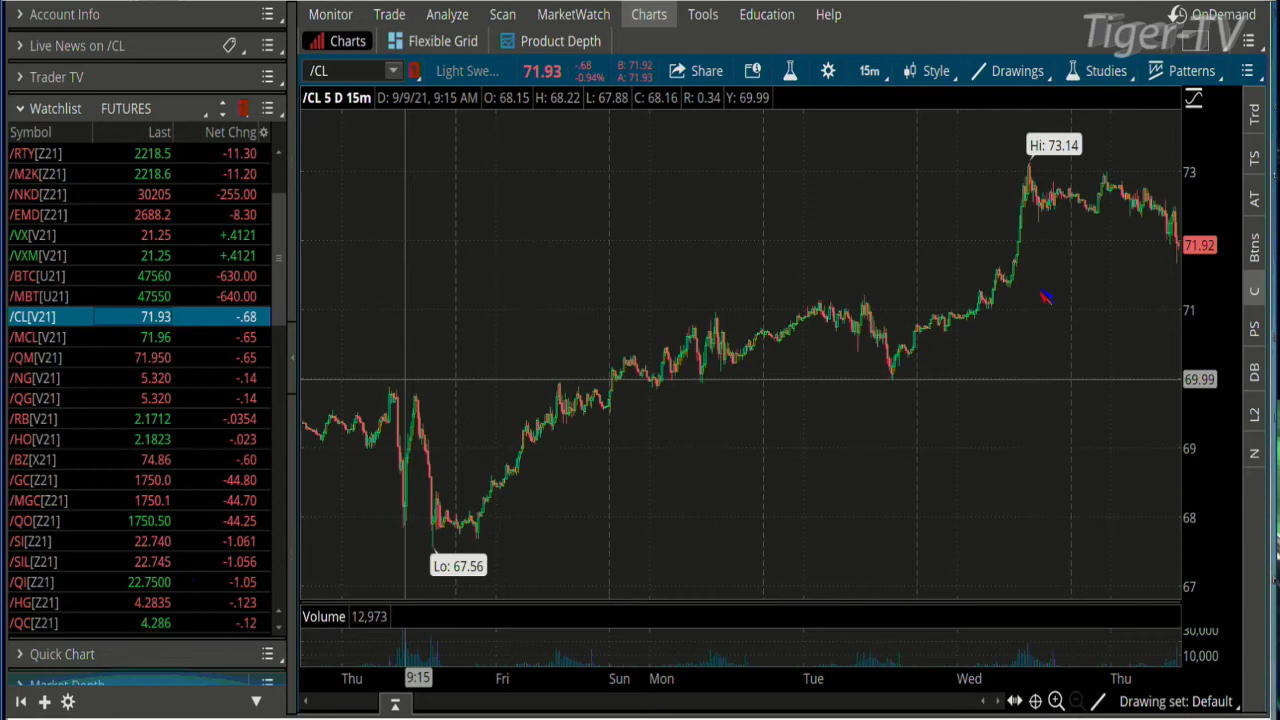 Account Info
Monitor Trade Analyze Scan MarketWatch Charts Tools Education Help OnDemand
Tiger-TV
Live News on /CL
Charts Flexible Grid Product Depth
Trader TV
/CL Light Swe... 71.93 -.68 -0.94% B: 71.92 A: 71.93 Share 15m Style Drawings Studies Patterns
Watchlist FUTURES
/CL 5 D 15m D: 9/9/21, 9:15 AM O: 68.15 H: 68.22 L: 67.88 C: 68.16 R: 0.34 Y: 69.99
Symbol Last Net Chng
/RTY[Z21] 2218.5 -11.30
/M2K[Z21] 2218.6 -11.20
/NKD[Z21] 30205 -255.00
/EMD[Z21] 2688.2 -8.30
/VX[V21] 21.25 +.4121
/VXM[V21] 21.25 +.4121
/BTC[U21] 47560 -630.00
/MBT[U21] 47550 -640.00
/CL[V21] 71.93 -.68
/MCL[V21] 71.96 -.65
/QM[V21] 71.950 -.65
/NG[V21] 5.320 -.14
/QG[V21] 5.320 -.14
/RB[V21] 2.1712 -.0354
/HO[V21] 2.1823 -.023
/BZ[X21] 74.86 -.60
/GC[Z21] 1750.0 -44.80
/MGC[Z21] 1750.1 -44.70
/QO[Z21] 1750.50 -44.25
/SI[Z21] 22.740 -1.061
/SIL[Z21] 22.745 -1.056
/QI[Z21] 22.7500 -1.05
/HG[Z21] 4.2835 -.123
/QC[Z21] 4.286 -.12
Quick Chart
Market Depth
Hi: 73.14
Lo: 67.56
73
71.92
71
69.99
69
68
67
Volume 12,973
30,000
10,000
Thu 9:15 Fri Sun Mon Tue Wed Thu
Drawing set: Default
Trd
TS
AT
Btns
C
PS
DB
L2
N